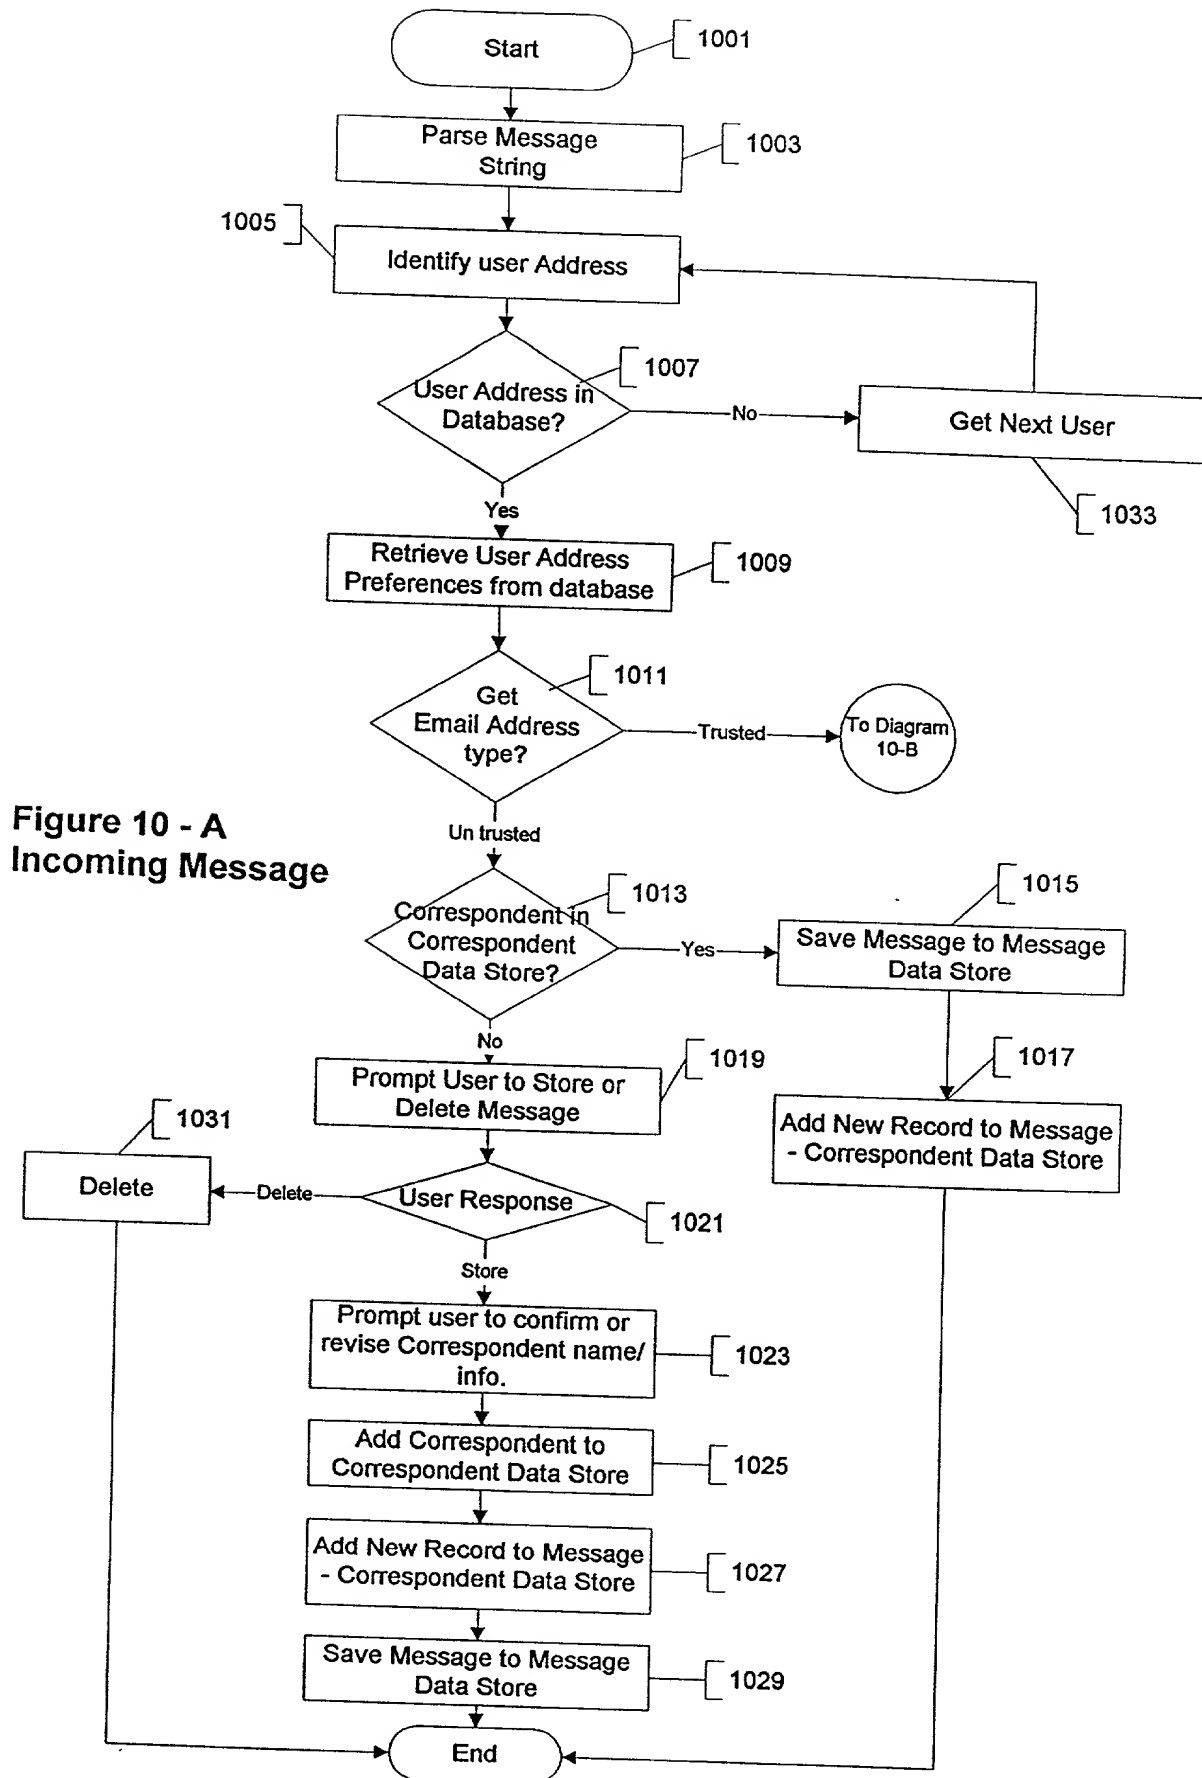 Start
1001
Parse Message
String
1003
1005
Identify user Address
User Address in
Database?
1007
No
Get Next User
1033
Yes
Retrieve User Address
Preferences from database
1009
Get
Email Address
type?
1011
Trusted
To Diagram
10-B
Figure 10 - A
Incoming Message
Un trusted
Correspondent in
Correspondent
Data Store?
1013
Yes
Save Message to Message
Data Store
1015
No
Prompt User to Store or
Delete Message
1019
Add New Record to Message
- Correspondent Data Store
1017
1031
Delete
Delete
User Response
1021
Store
Prompt user to confirm or
revise Correspondent name/
info.
1023
Add Correspondent to
Correspondent Data Store
1025
Add New Record to Message
- Correspondent Data Store
1027
Save Message to Message
Data Store
1029
End